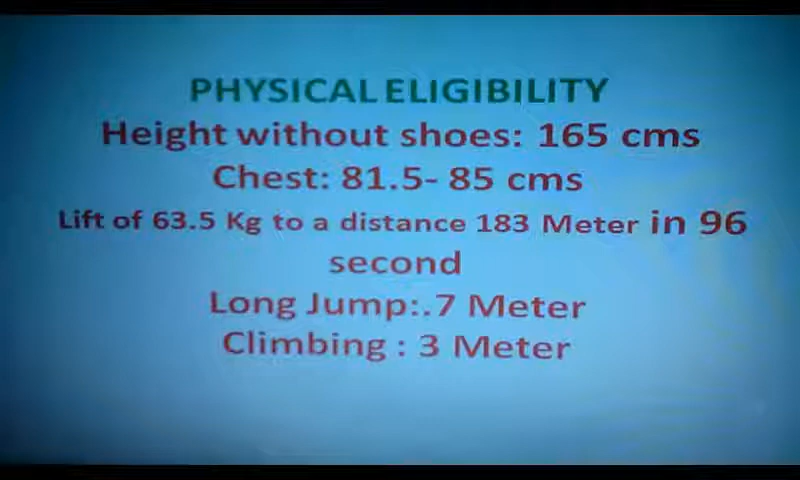 PHYSICAL ELIGIBILITY
Height without shoes: 165 cms
Chest: 81.5- 85 cms
Lift of 63.5 Kg to a distance 183 Meter in 96
second
Long Jump:.7 Meter
Climbing : 3 Meter